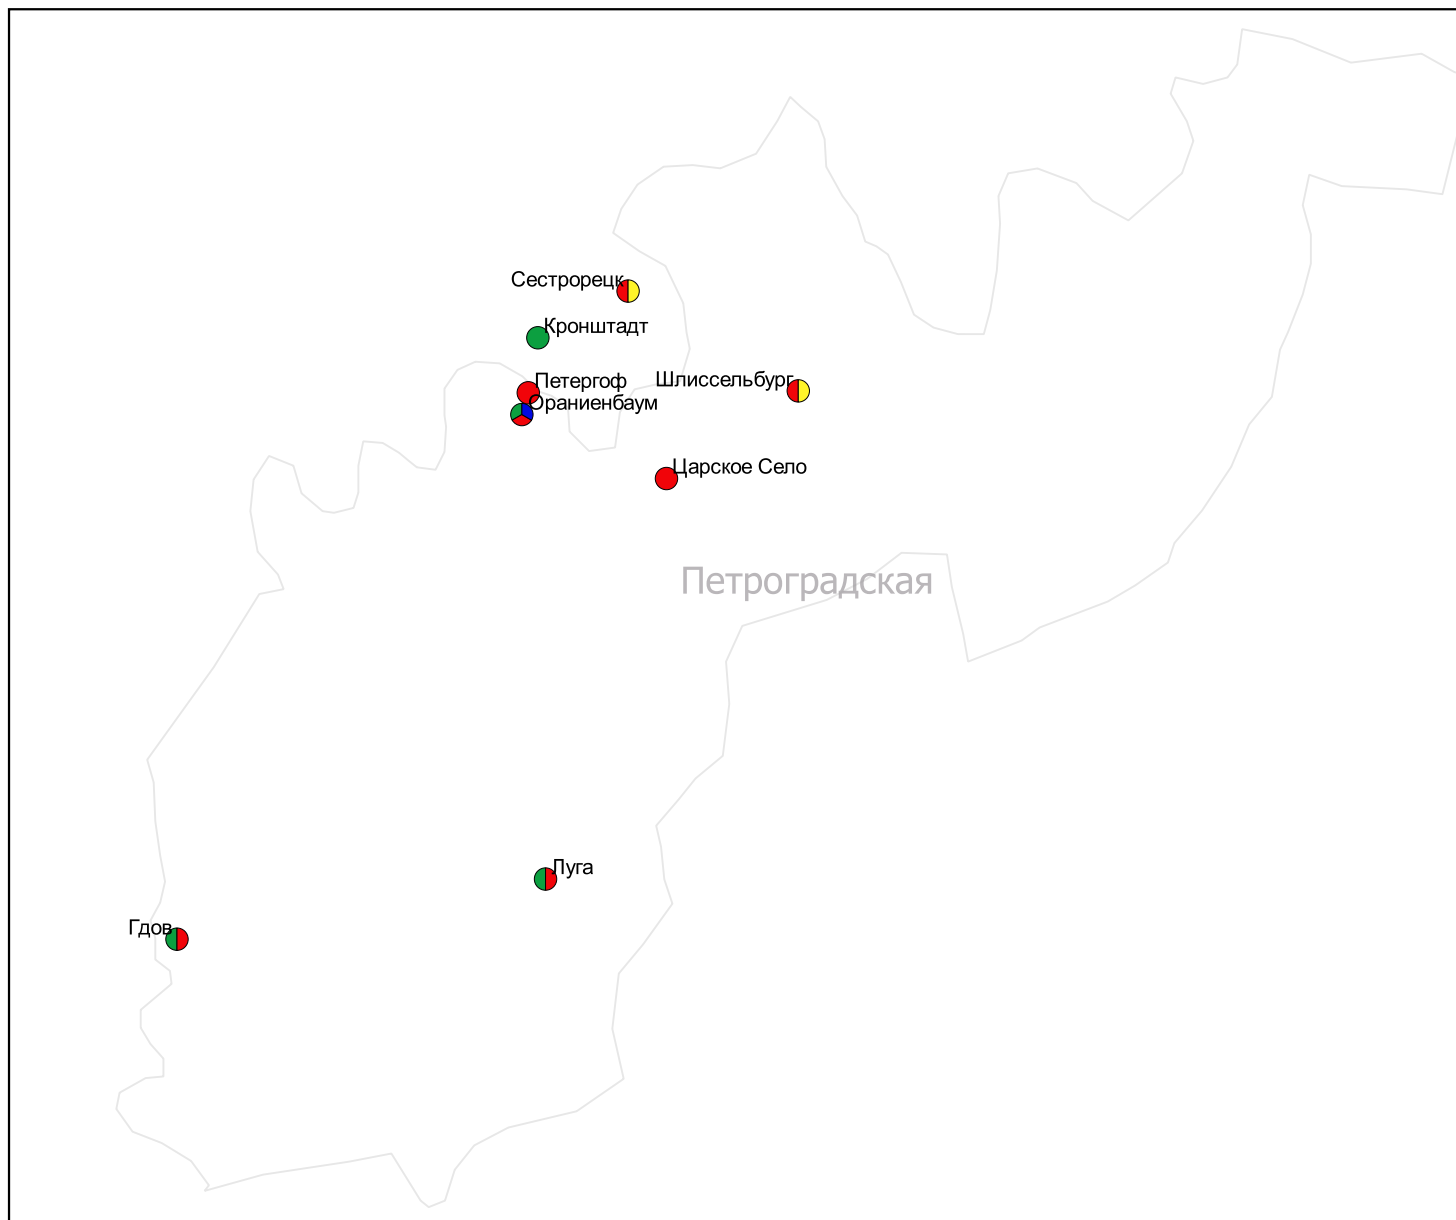 Сестрорецк
Кронштадт
Петергоф
Шлиссельбург
Ораниенбаум
Царское Село
Петроградская
Луга
Гдов